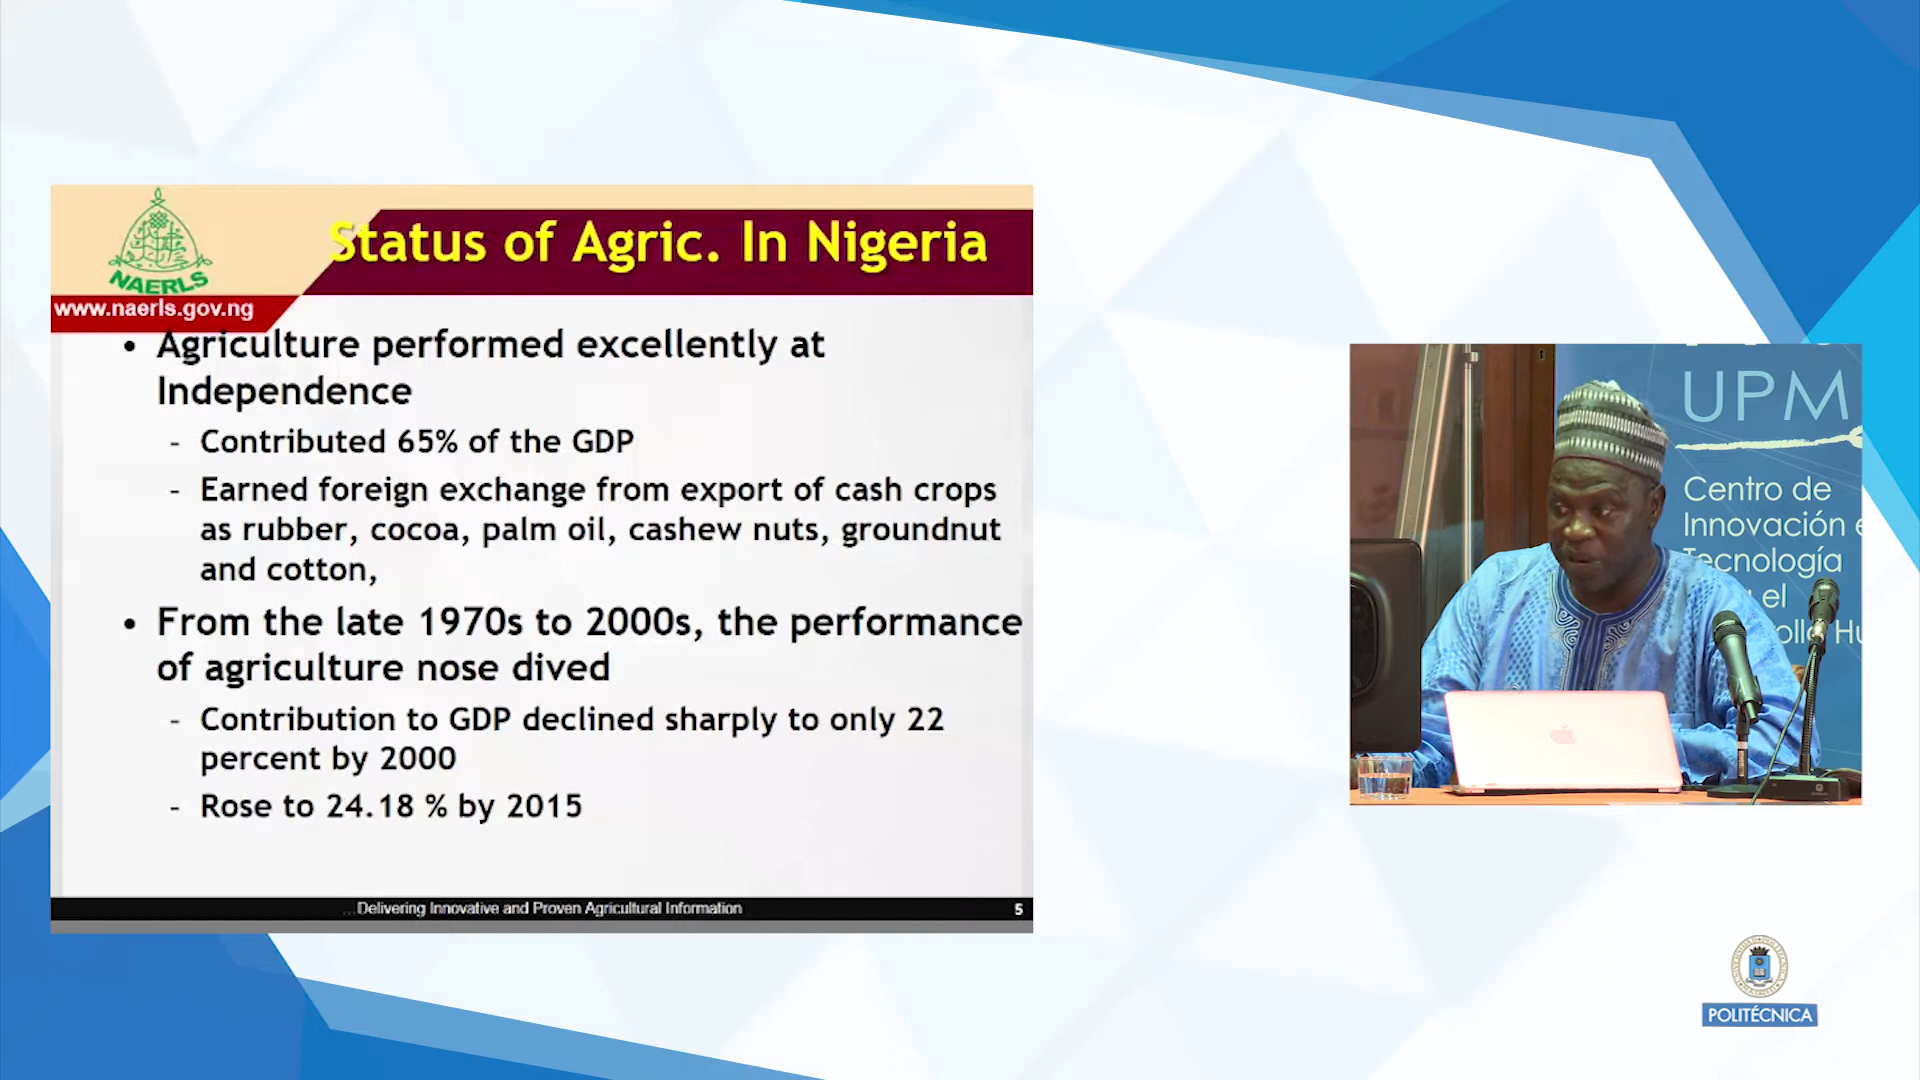 Status of Agric. In Nigeria
NAERLS
www.naerls.gov.ng
• Agriculture performed excellently at
Independence
- Contributed 65% of the GDP
- Earned foreign exchange from export of cash crops
as rubber, cocoa, palm oil, cashew nuts, groundnut
and cotton,
• From the late 1970s to 2000s, the performance
of agriculture nose dived
- Contribution to GDP declined sharply to only 22
percent by 2000
- Rose to 24.18 % by 2015
...Delivering Innovative and Proven Agricultural Information
5
UPM
Centro de
Innovación e
Tecnología
el
POLITÉCNICA